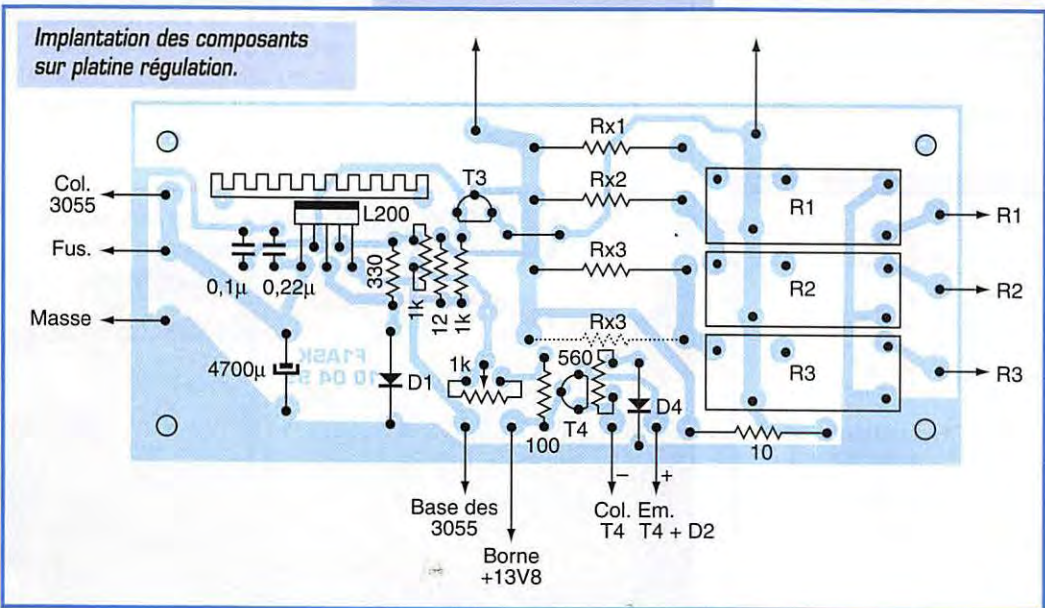 Implantation des composants
sur platine régulation.
Col.
3055
Fus.
Masse
L200
T3
0,1µ
0,22µ
330
1k
12
1k
4700µ
D1
1k
F1ASK
100
T4
560
D4
Rx1
Rx2
Rx3
Rx3
R1
R2
R3
10
R1
R2
R3
Base des
3055
Borne
+13V8
–
+
Col.
T4
Em.
T4 + D2